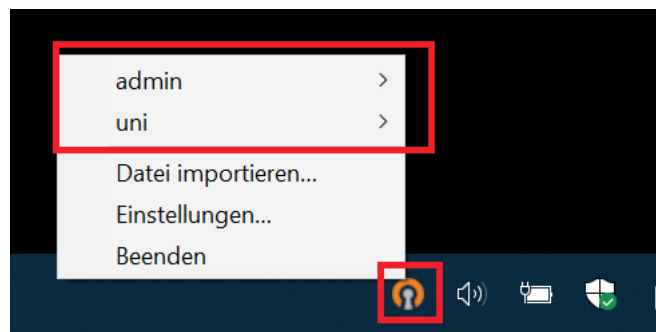 admin
uni
Datei importieren...
Einstellungen...
Beenden